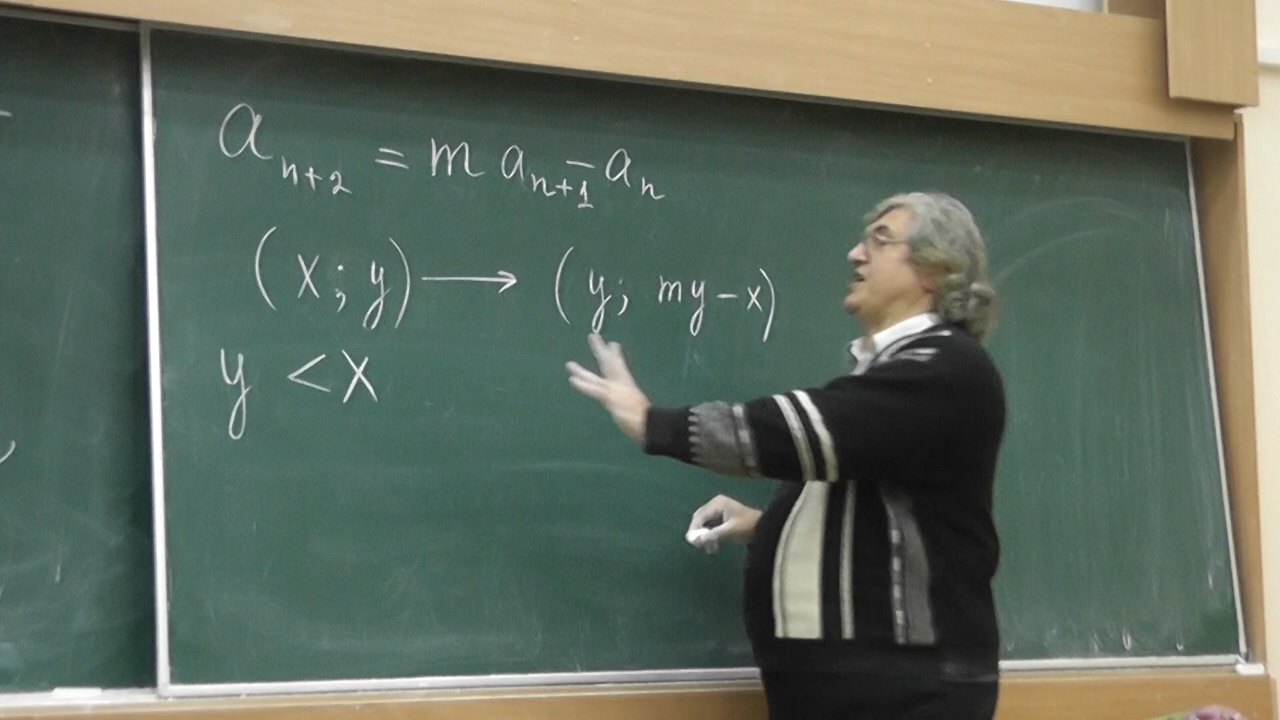 a_{n+2} = m a_{n+1} - a_n
(x; y) → (y; my - x)
y < x